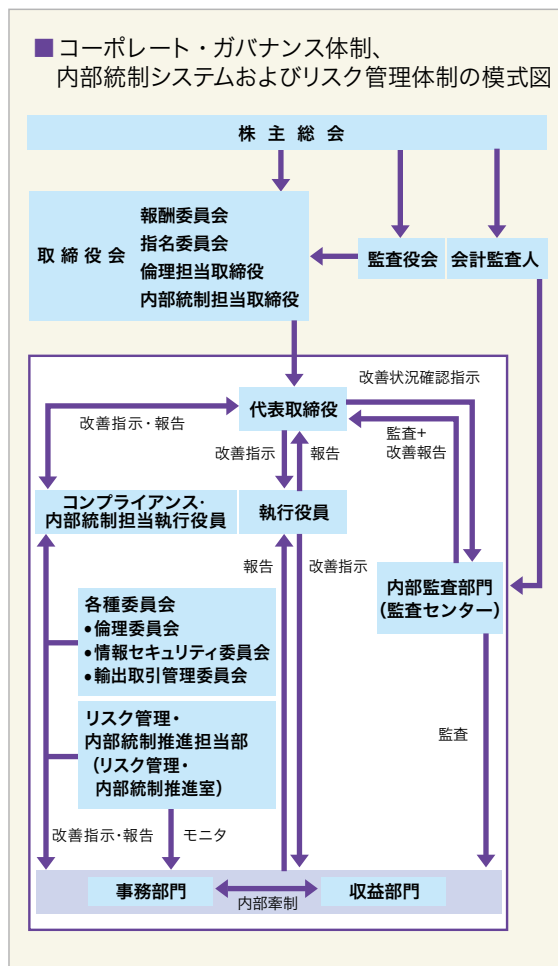 ■コーポレート・ガバナンス体制、
内部統制システムおよびリスク管理体制の模式図
株主総会
取締役会
報酬委員会
指名委員会
倫理担当取締役
内部統制担当取締役
監査役会
会計監査人
代表取締役
改善状況確認指示
改善指示・報告
改善指示
報告
監査+
改善報告
コンプライアンス・
内部統制担当執行役員
執行役員
報告
改善指示
内部監査部門
（監査センター）
各種委員会
●倫理委員会
●情報セキュリティ委員会
●輸出取引管理委員会
リスク管理・
内部統制推進担当部
（リスク管理・
内部統制推進室）
監査
改善指示・報告
モニタ
事務部門
内部牽制
収益部門